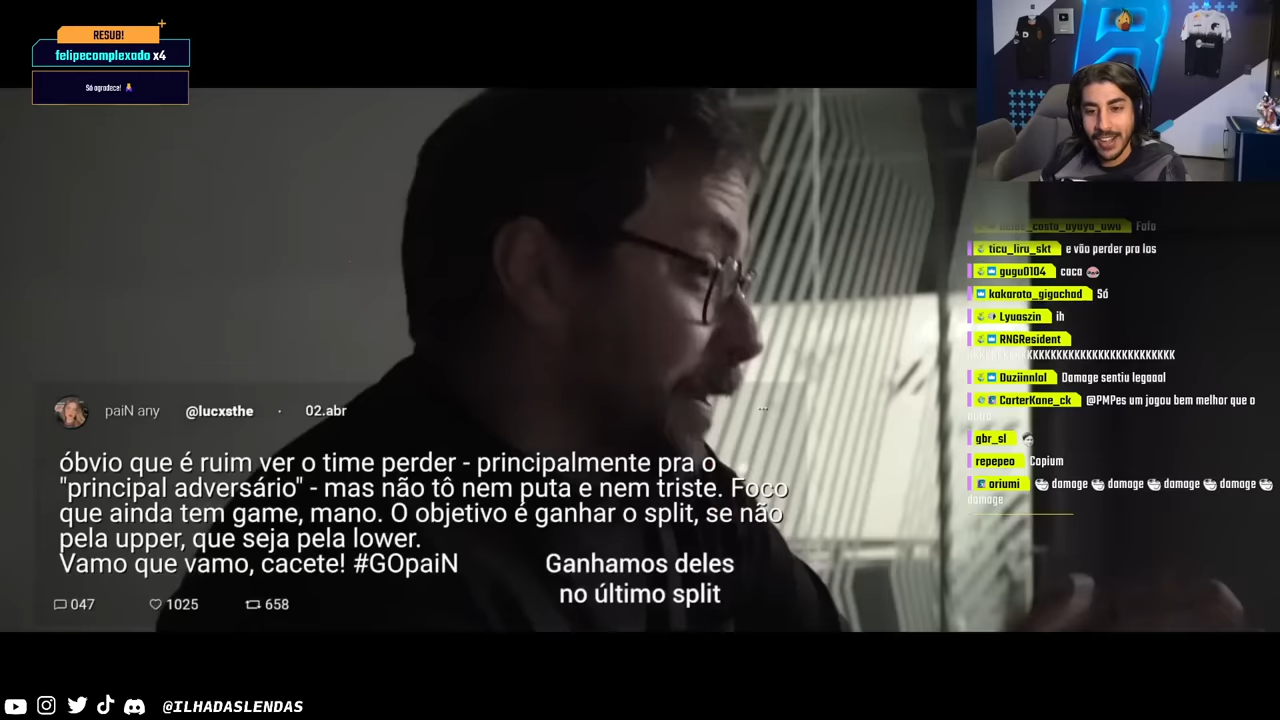 RESUB!
felipecomplexado x4
Só agradece!
ticu_liru_skt e vão perder pra los
gugu0104 caca
kakaroto_gigachad Só
Lyuaszin ih
RNGResident
KKKKKKKKKKKKKKKKKKKKKKKKKKKKKKK
Duziinnlol Damage sentiu legaaal
CarterKane_ck @PMPes um jogou bem melhor que o
outro
gbr_sl
repepeo Copium
oriumi damage damage damage damage
damage
paiN any @lucxsthe · 02.abr
óbvio que é ruim ver o time perder - principalmente pra o
"principal adversário" - mas não tô nem puta e nem triste. Foco
que ainda tem game, mano. O objetivo é ganhar o split, se não
pela upper, que seja pela lower.
Vamo que vamo, cacete! #GOpaiN
047 1025 658
Ganhamos deles
no último split
@ILHADASLENDAS